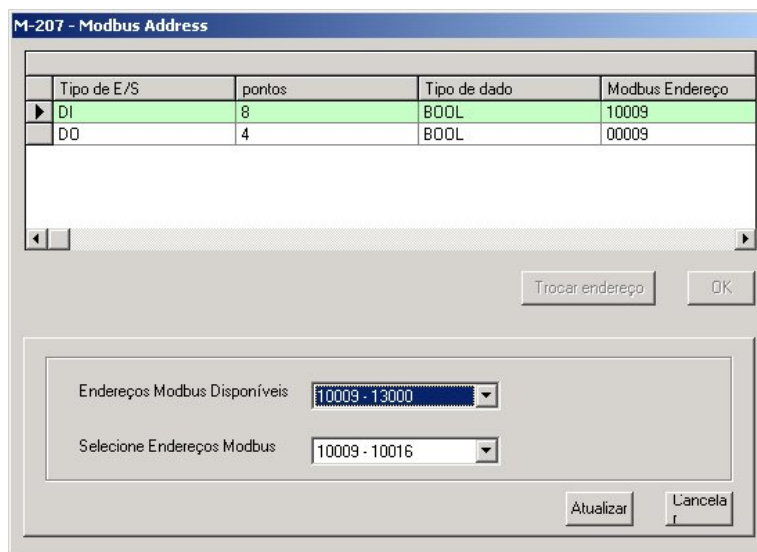 M-207 - Modbus Address
Tipo de E/S pontos Tipo de dado Modbus Endereço
DI 8 BOOL 10009
DO 4 BOOL 00009
Trocar endereço OK
Endereços Modbus Disponíveis 10009 - 13000
Selecione Endereços Modbus 10009 - 10016
Atualizar Cancela
r